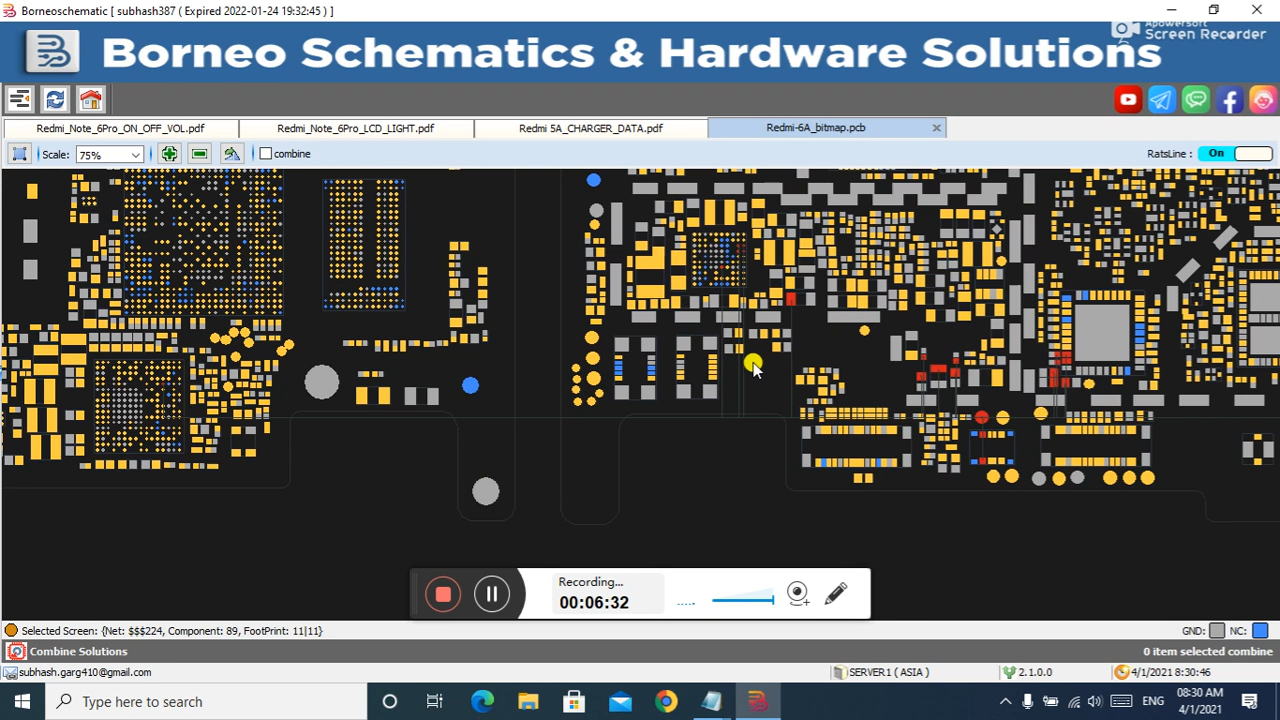 Borneoschematic [ subhash387 ( Expired 2022-01-24 19:32:45 ) ]
Apowersoft
Screen Recorder
Borneo Schematics & Hardware Solutions
Redmi_Note_6Pro_ON_OFF_VOL.pdf
Redmi_Note_6Pro_LCD_LIGHT.pdf
Redmi 5A_CHARGER_DATA.pdf
Redmi-6A_bitmap.pcb
Scale: 75% combine RatsLine: On
Recording...
00:06:32
Selected Screen: {Net: $$$224, Component: 89, FootPrint: 11|11} GND: NC:
Combine Solutions 0 item selected combine
subhash.garg410@gmail.com SERVER1 ( ASIA ) 2.1.0.0 4/1/2021 8:30:46
Type here to search ENG 08:30 AM
4/1/2021